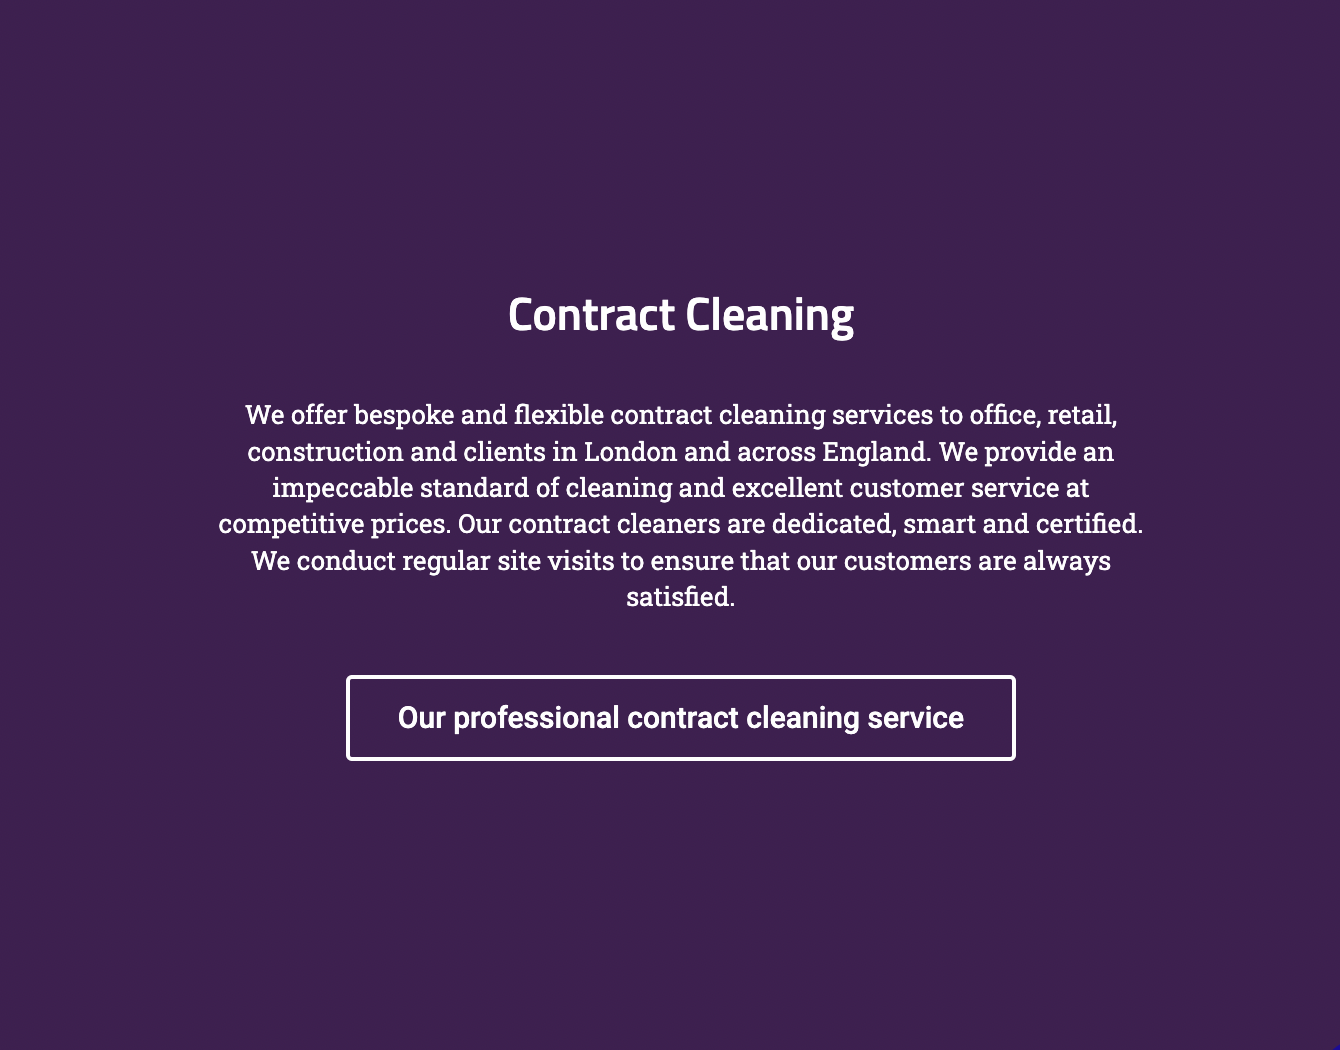 Contract Cleaning
We offer bespoke and flexible contract cleaning services to office, retail,
construction and clients in London and across England. We provide an
impeccable standard of cleaning and excellent customer service at
competitive prices. Our contract cleaners are dedicated, smart and certified.
We conduct regular site visits to ensure that our customers are always
satisfied.
Our professional contract cleaning service